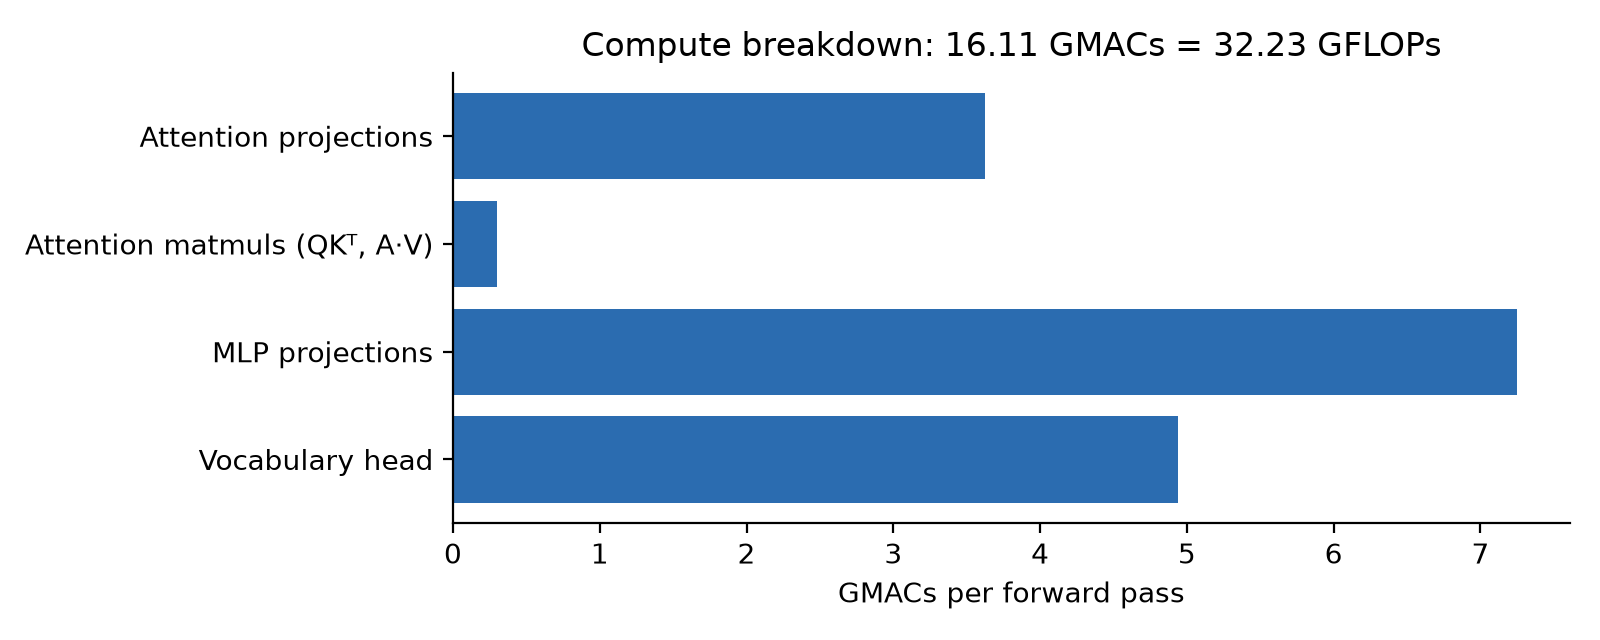 Compute breakdown: 16.11 GMACs = 32.23 GFLOPs
Attention projections
Attention matmuls (QKᵀ, A·V)
MLP projections
Vocabulary head
0 1 2 3 4 5 6 7
GMACs per forward pass